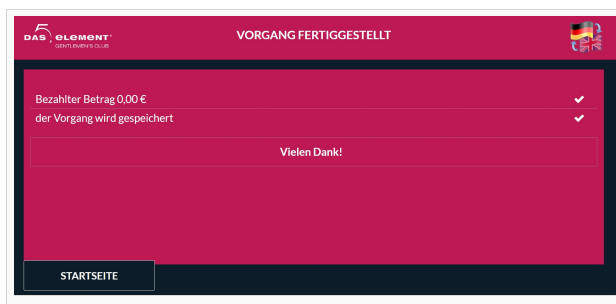 DAS 5 ELEMENT
GENTLEMEN'S CLUB
VORGANG FERTIGGESTELLT
Bezahlter Betrag 0,00 €
der Vorgang wird gespeichert
Vielen Dank!
STARTSEITE